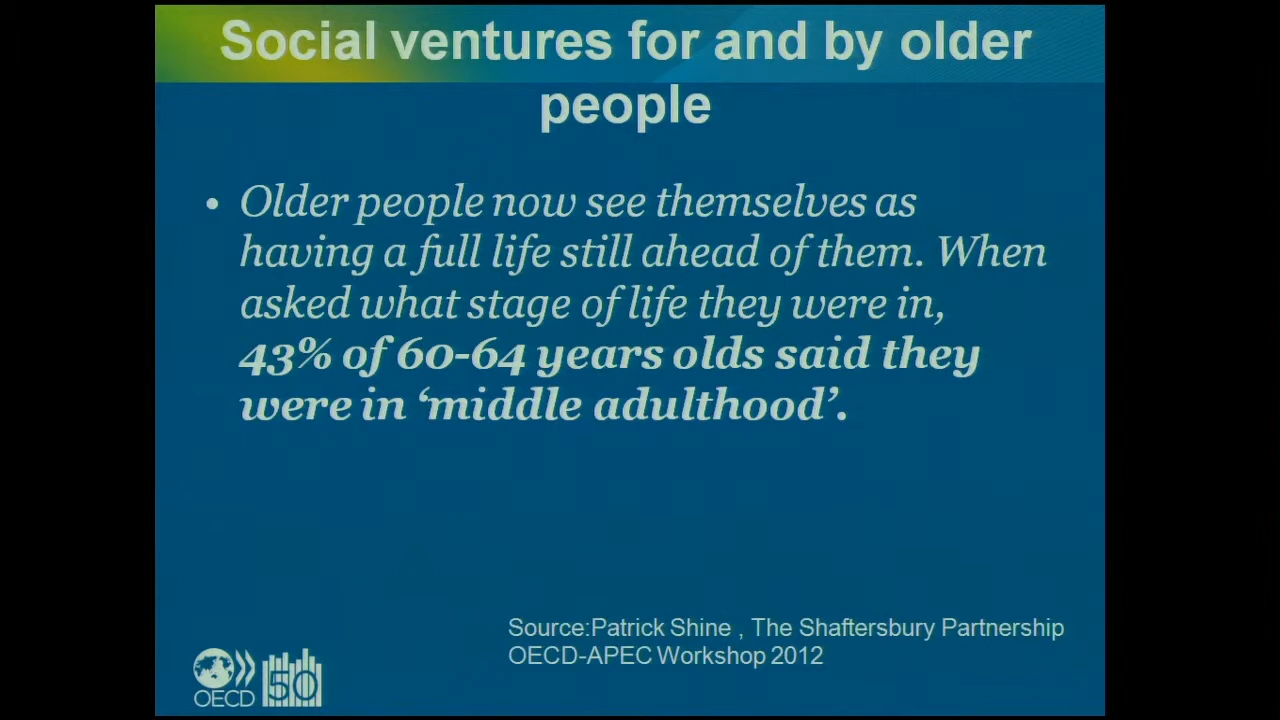 Social ventures for and by older
people
• Older people now see themselves as
having a full life still ahead of them. When
asked what stage of life they were in,
43% of 60-64 years olds said they
were in ‘middle adulthood’.
Source:Patrick Shine , The Shaftersbury Partnership
OECD-APEC Workshop 2012
OECD 50